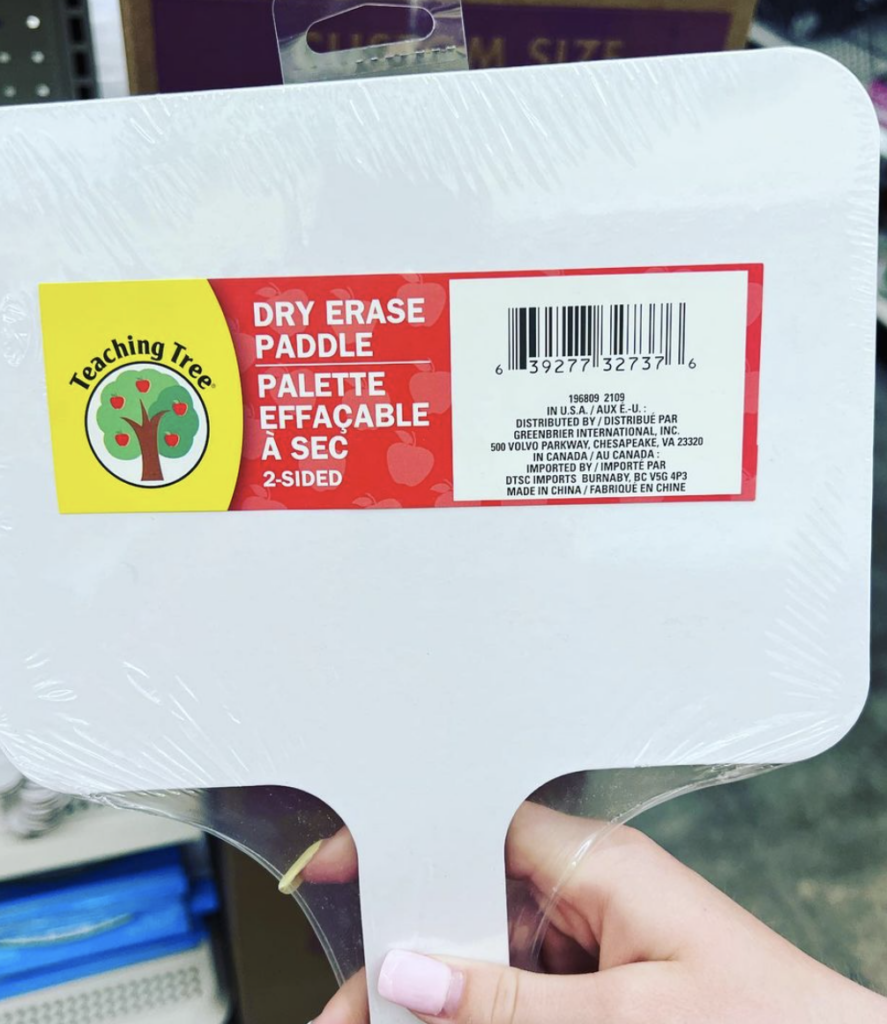 CUSTOM SIZE
Teaching Tree®
DRY ERASE
PADDLE
PALETTE
EFFAÇABLE
À SEC
2-SIDED
6 39277 32737 6
196809 2109
IN U.S.A. / AUX É.-U. :
DISTRIBUTED BY / DISTRIBUÉ PAR
GREENBRIER INTERNATIONAL, INC.
500 VOLVO PARKWAY, CHESAPEAKE, VA 23320
IN CANADA / AU CANADA :
IMPORTED BY / IMPORTÉ PAR
DTSC IMPORTS BURNABY, BC V5G 4P3
MADE IN CHINA / FABRIQUÉ EN CHINE